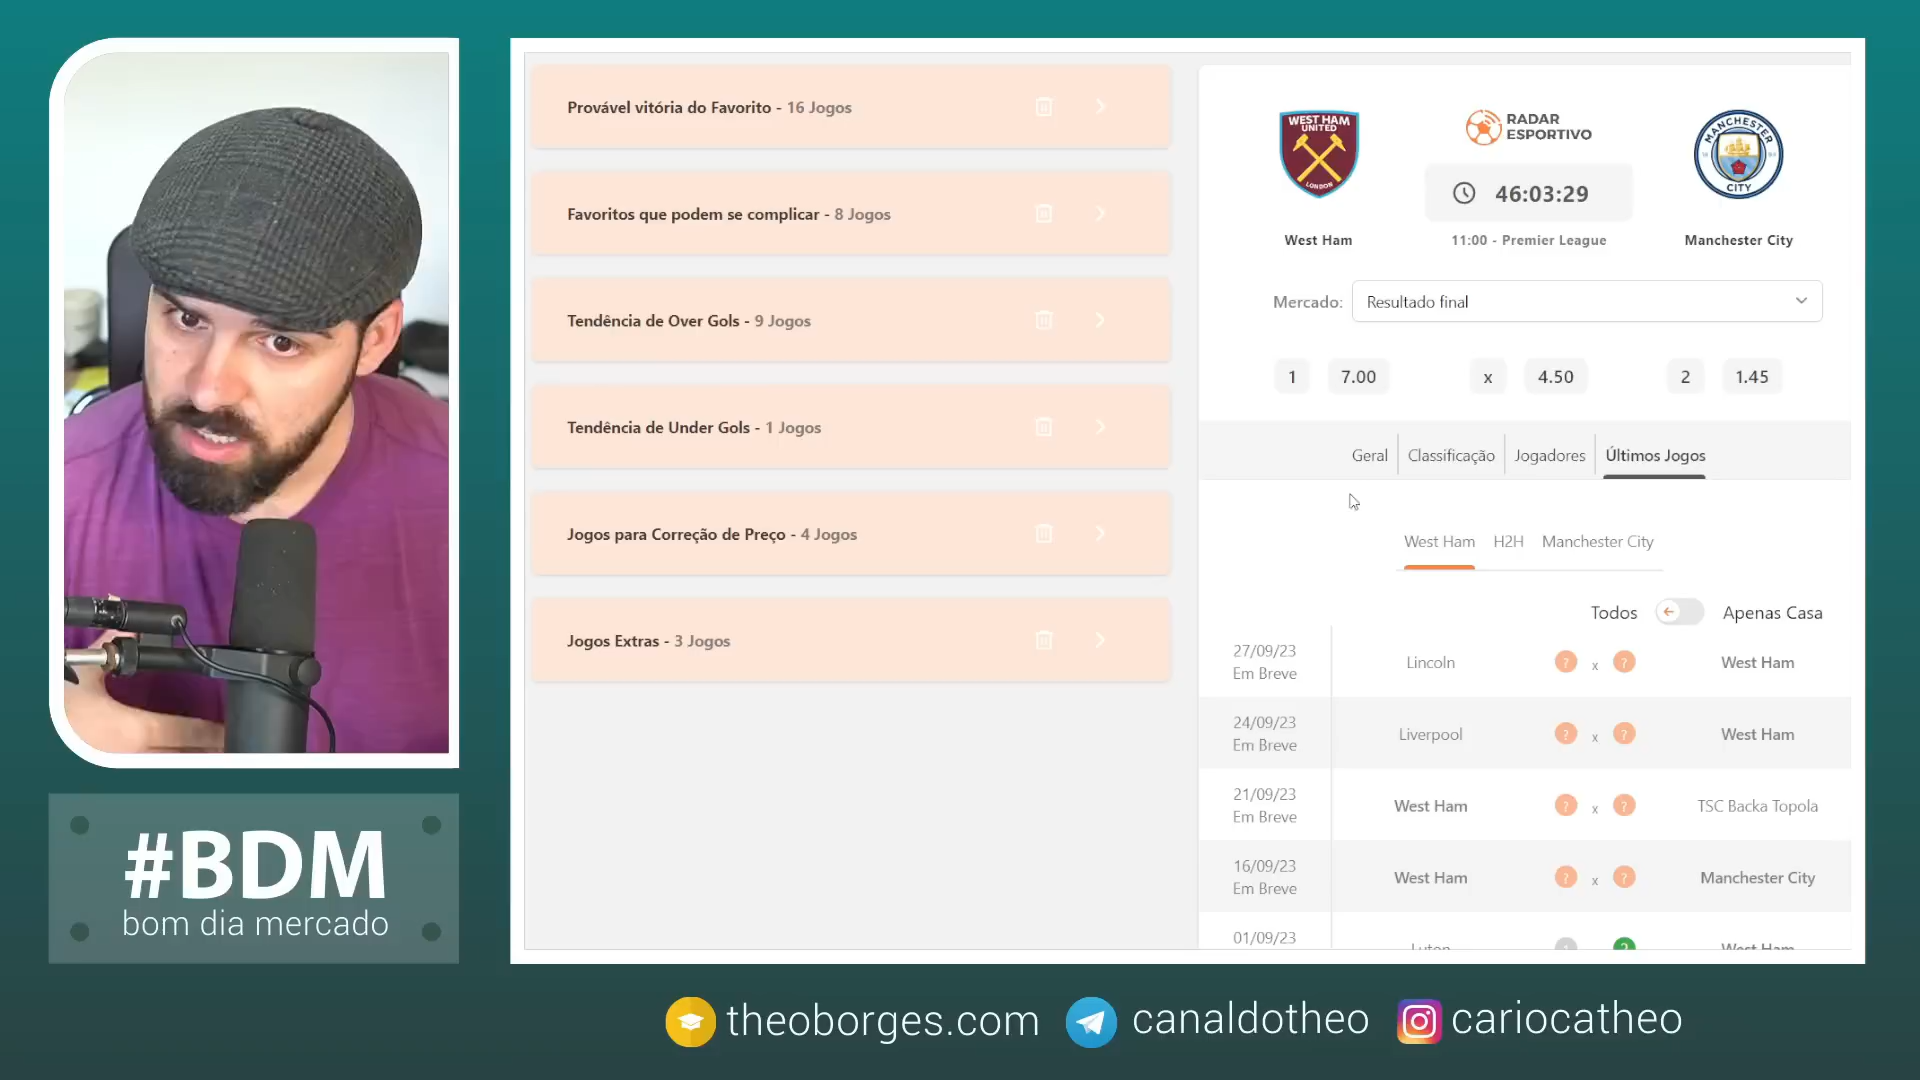 Provável vitória do Favorito - 16 Jogos
Favoritos que podem se complicar - 8 Jogos
Tendência de Over Gols - 9 Jogos
Tendência de Under Gols - 1 Jogos
Jogos para Correção de Preço - 4 Jogos
Jogos Extras - 3 Jogos
WEST HAM
UNITED
LONDON
RADAR
ESPORTIVO
MANCHESTER
CITY
46:03:29
West Ham
11:00 - Premier League
Manchester City
Mercado: Resultado final
1 7.00 x 4.50 2 1.45
Geral Classificação Jogadores Últimos Jogos
West Ham H2H Manchester City
Todos Apenas Casa
27/09/23
Em Breve
Lincoln ? x ? West Ham
24/09/23
Em Breve
Liverpool ? x ? West Ham
21/09/23
Em Breve
West Ham ? x ? TSC Backa Topola
16/09/23
Em Breve
West Ham ? x ? Manchester City
01/09/23
Luton West Ham
#BDM
bom dia mercado
theoborges.com canaldotheo cariocatheo